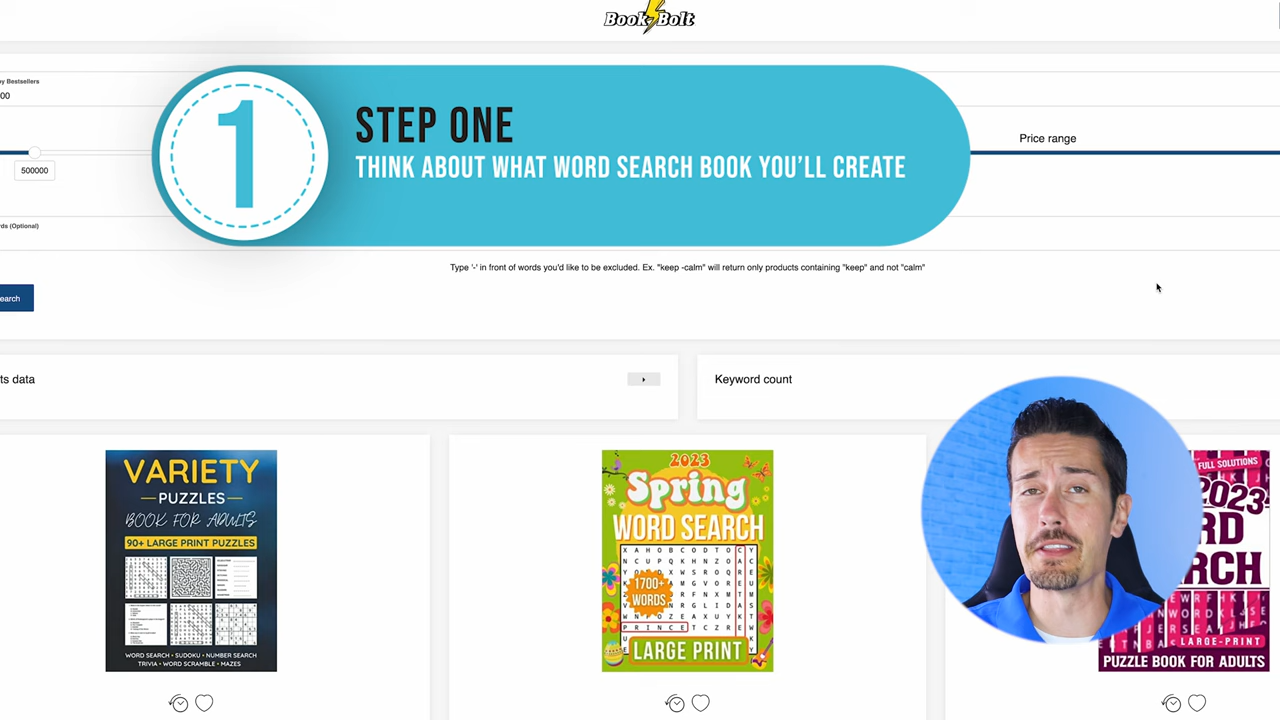 Book Bolt
by Bestsellers
00
1
STEP ONE
THINK ABOUT WHAT WORD SEARCH BOOK YOU'LL CREATE
Price range
500000
rds (Optional)
Type '-' in front of words you'd like to be excluded. Ex. "keep -calm" will return only products containing "keep" and not "calm"
earch
ts data
Keyword count
VARIETY
PUZZLES
BOOK FOR ADULTS
90+ LARGE PRINT PUZZLES
WORD SEARCH • SUDOKU • NUMBER SEARCH
TRIVIA • WORD SCRAMBLE • MAZES
2023
Spring
WORD SEARCH
1700+
WORDS
PRINCE
LARGE PRINT
FULL SOLUTIONS
2023
RD
RCH
LARGE-PRINT
PUZZLE BOOK FOR ADULTS